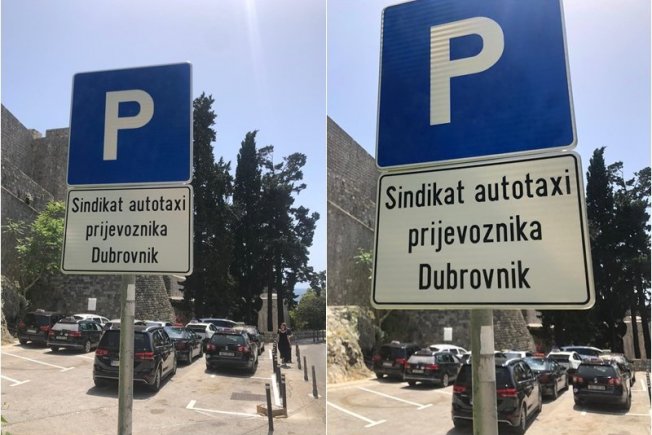 P
Sindikat autotaxi
prijevoznika
Dubrovnik
P
Sindikat autotaxi
prijevoznika
Dubrovnik